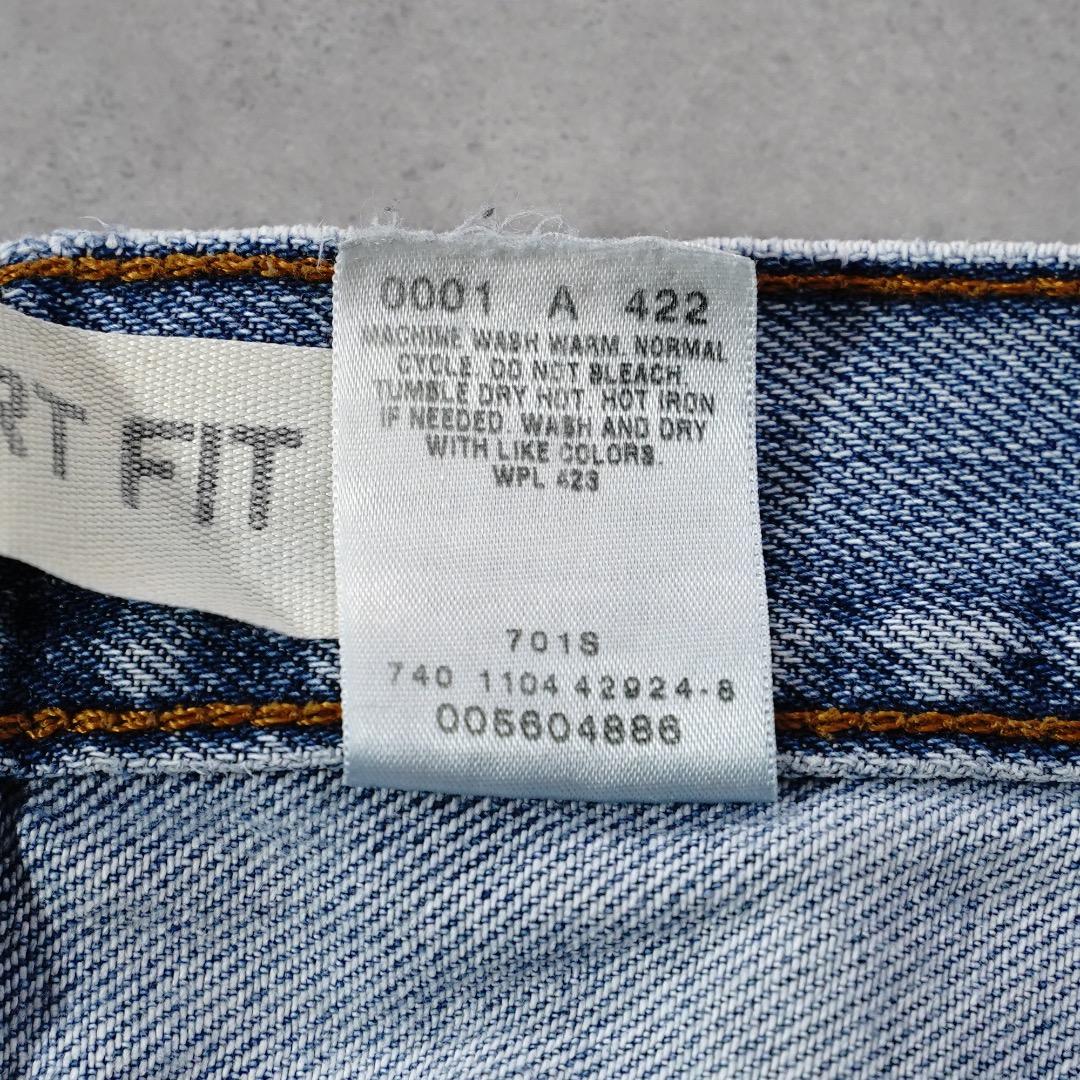 0001 A 422
MACHINE WASH WARM, NORMAL
CYCLE. DO NOT BLEACH.
TUMBLE DRY HOT. HOT IRON
IF NEEDED. WASH AND DRY
WITH LIKE COLORS.
WPL 423
RT FIT
701S
740 1104 42924-8
005604886